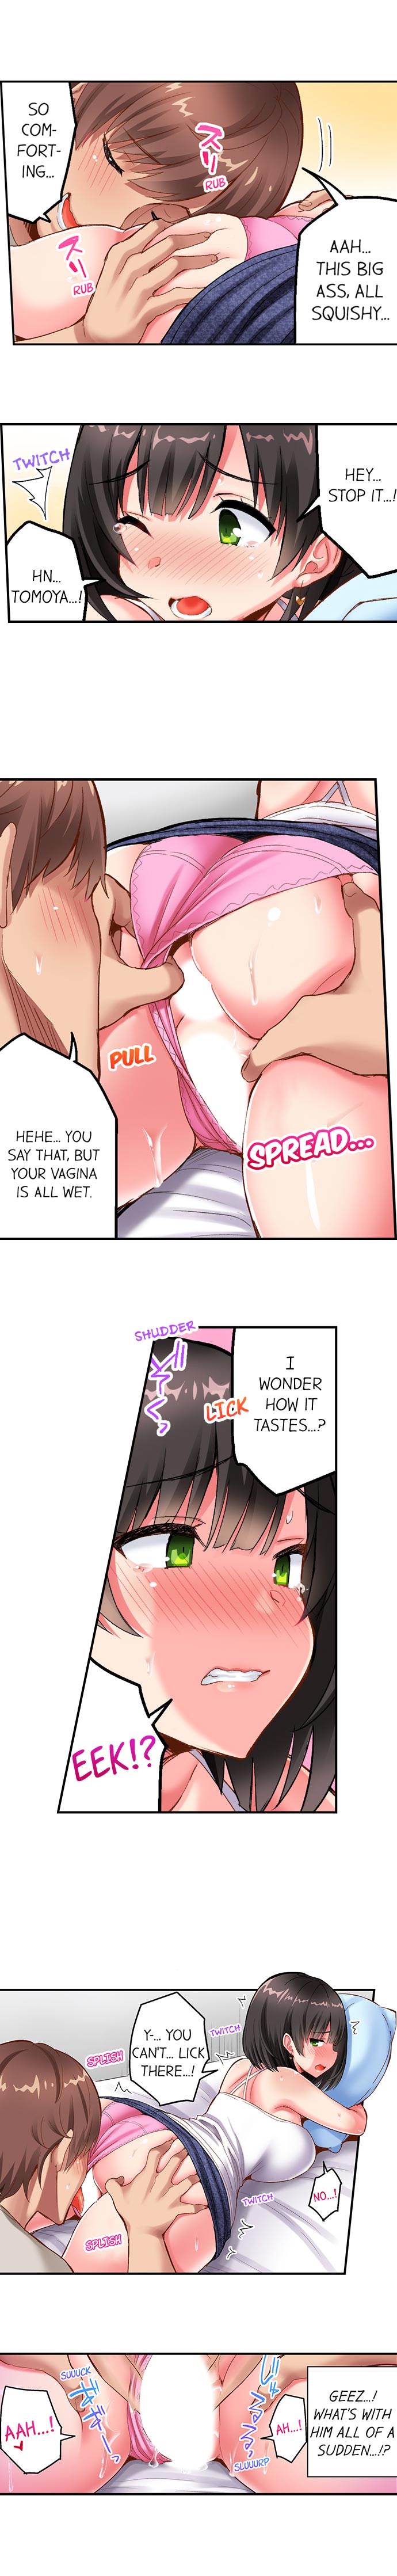 SO
COM-
FORT-
ING...
スリ
RUB
スリ
RUB
AAH...
THIS BIG
ASS, ALL
SQUISHY...
TWITCH
HEY...
STOP IT...!
HN...
TOMOYA...!
PULL
SPREAD...
HEHE... YOU
SAY THAT, BUT
YOUR VAGINA
IS ALL WET.
SHUDDER
I
WONDER
HOW IT
TASTES...?
LICK
EEK!?
Y-... YOU
CAN'T... LICK
THERE...!
TWITCH
SPLISH
NO...!
TWITCH
SPLISH
GEEZ...!
WHAT'S WITH
HIM ALL OF A
SUDDEN...!?
SUUUCK
AAH...!
AH...!
SLUUURP